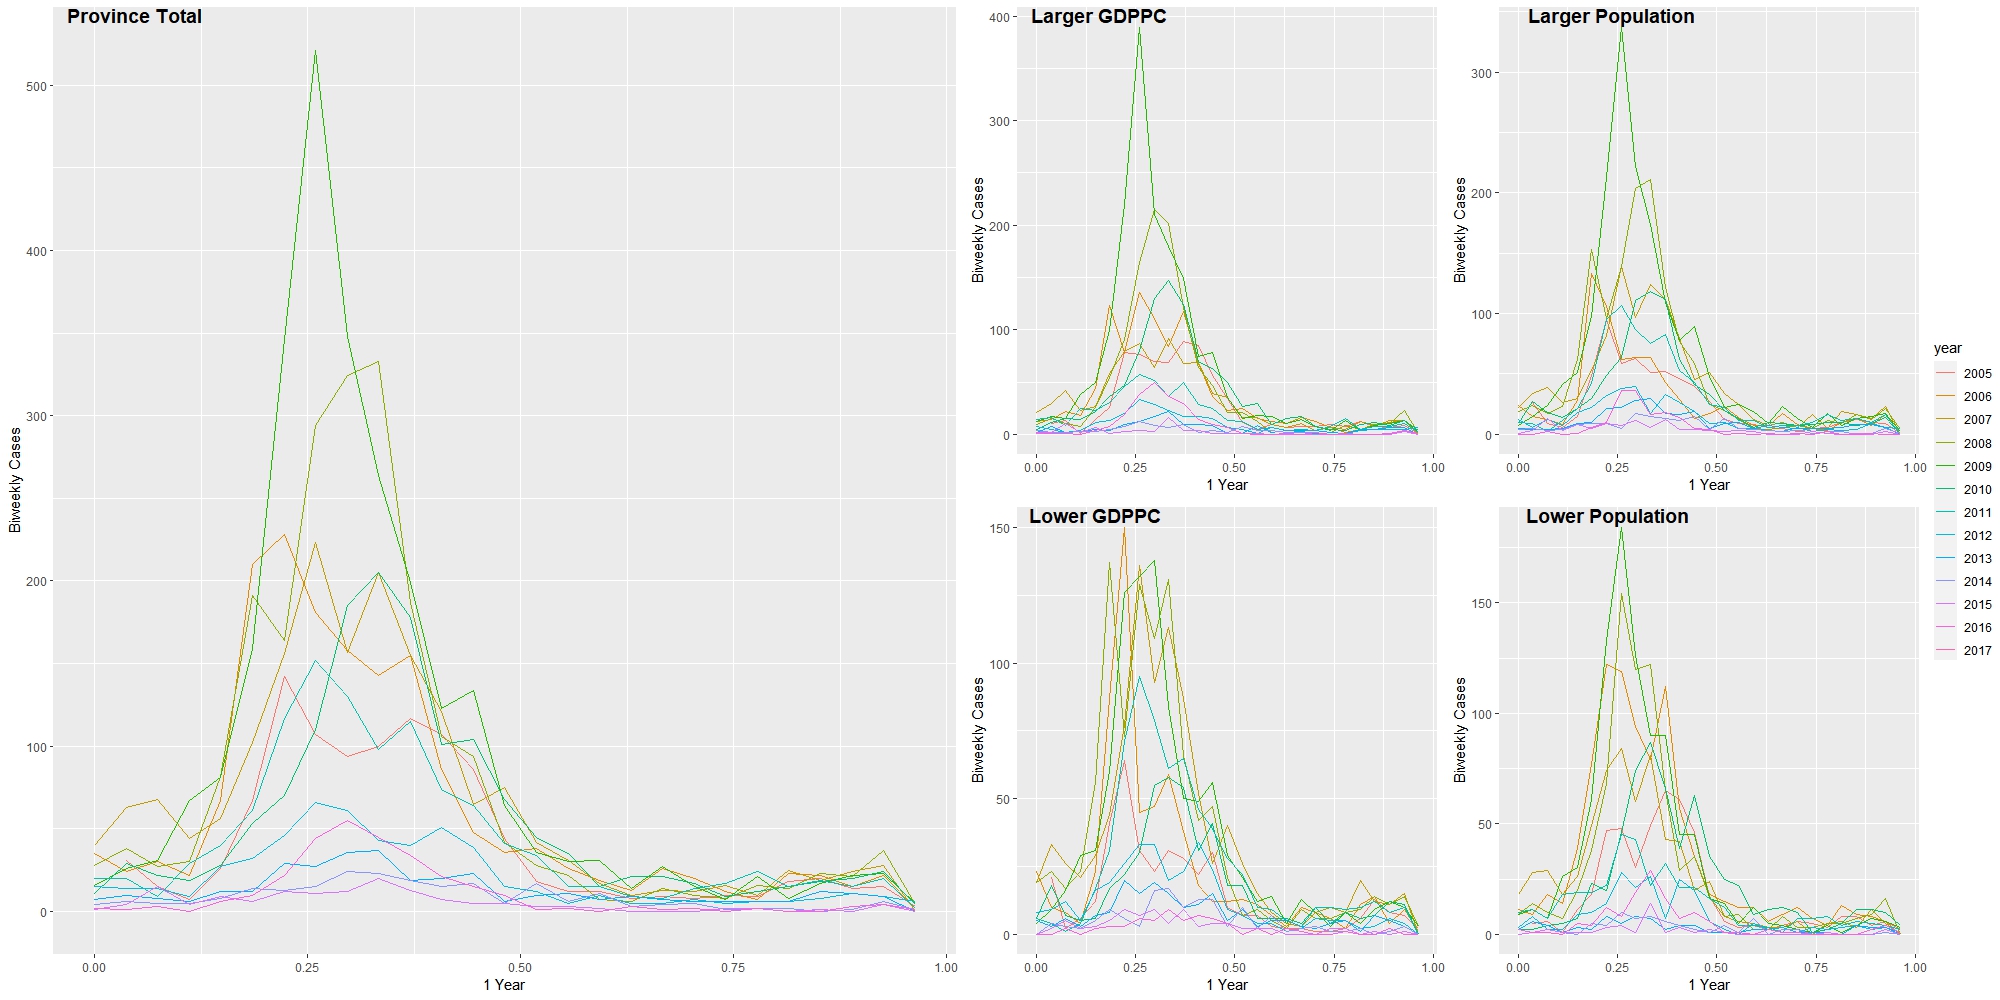 Province Total
Biweekly Cases
500
400
300
200
100
0
0.00 0.25 0.50 0.75 1.00
1 Year
Larger GDPPC
Biweekly Cases
400
300
200
100
0
0.00 0.25 0.50 0.75 1.00
1 Year
Larger Population
Biweekly Cases
300
200
100
0
0.00 0.25 0.50 0.75 1.00
1 Year
Lower GDPPC
Biweekly Cases
150
100
50
0
0.00 0.25 0.50 0.75 1.00
1 Year
Lower Population
Biweekly Cases
150
100
50
0
0.00 0.25 0.50 0.75 1.00
1 Year
year
2005
2006
2007
2008
2009
2010
2011
2012
2013
2014
2015
2016
2017